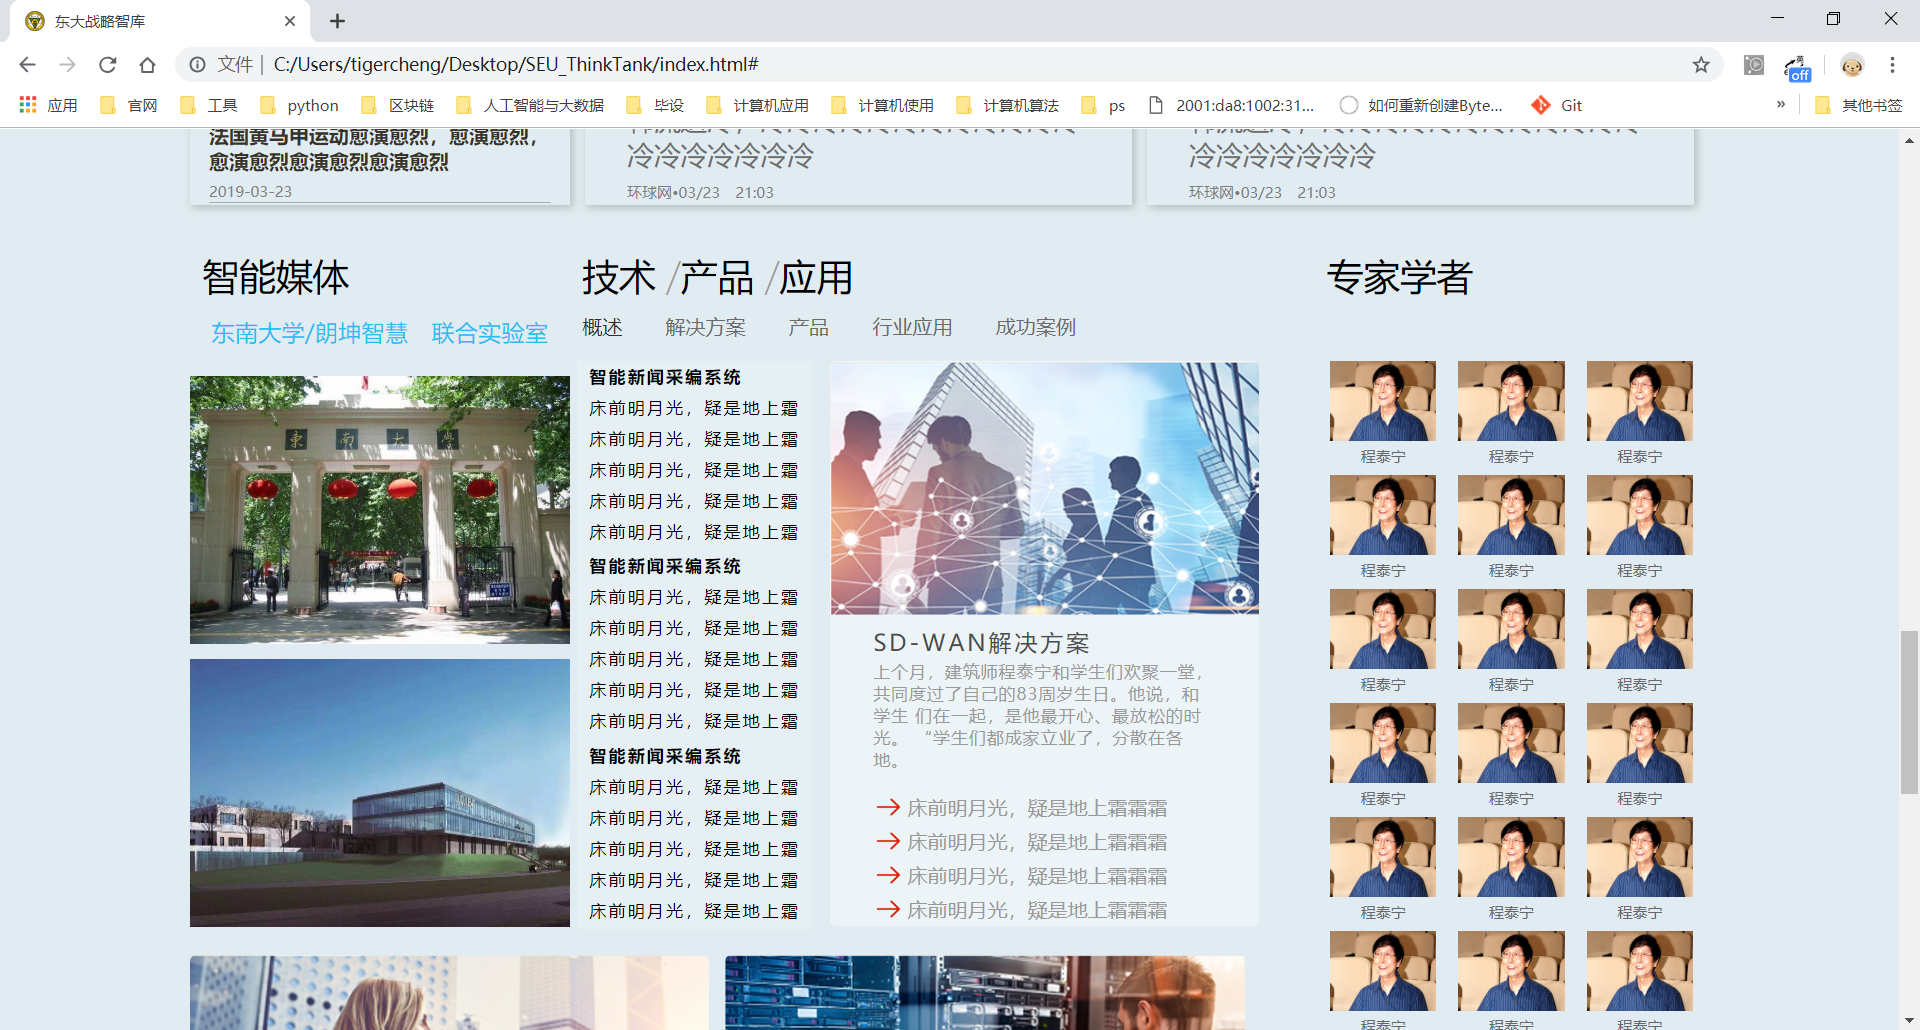 东大战略智库
文件
C:/Users/tigercheng/Desktop/SEU_ThinkTank/index.html#
off
应用
官网
工具
python
区块链
人工智能与大数据
毕设
计算机应用
计算机使用
计算机算法
ps
2001:da8:1002:31...
如何重新创建Byte...
Git
»
其他书签
法国黄马甲运动愈演愈烈，愈演愈烈，
愈演愈烈愈演愈烈愈演愈烈
2019-03-23
冷冷冷冷冷冷冷
环球网•03/23 21:03
冷冷冷冷冷冷冷
环球网•03/23 21:03
智能媒体
东南大学/朗坤智慧 联合实验室
東南大學
技术 /产品 /应用
概述 解决方案 产品 行业应用 成功案例
智能新闻采编系统
床前明月光，疑是地上霜
床前明月光，疑是地上霜
床前明月光，疑是地上霜
床前明月光，疑是地上霜
床前明月光，疑是地上霜
智能新闻采编系统
床前明月光，疑是地上霜
床前明月光，疑是地上霜
床前明月光，疑是地上霜
床前明月光，疑是地上霜
床前明月光，疑是地上霜
智能新闻采编系统
床前明月光，疑是地上霜
床前明月光，疑是地上霜
床前明月光，疑是地上霜
床前明月光，疑是地上霜
床前明月光，疑是地上霜
SD-WAN解决方案
上个月，建筑师程泰宁和学生们欢聚一堂，
共同度过了自己的83周岁生日。他说，和
学生 们在一起，是他最开心、最放松的时
光。 “学生们都成家立业了，分散在各
地。
床前明月光，疑是地上霜霜霜
床前明月光，疑是地上霜霜霜
床前明月光，疑是地上霜霜霜
床前明月光，疑是地上霜霜霜
专家学者
程泰宁 程泰宁 程泰宁
程泰宁 程泰宁 程泰宁
程泰宁 程泰宁 程泰宁
程泰宁 程泰宁 程泰宁
程泰宁 程泰宁 程泰宁
程泰宁 程泰宁 程泰宁